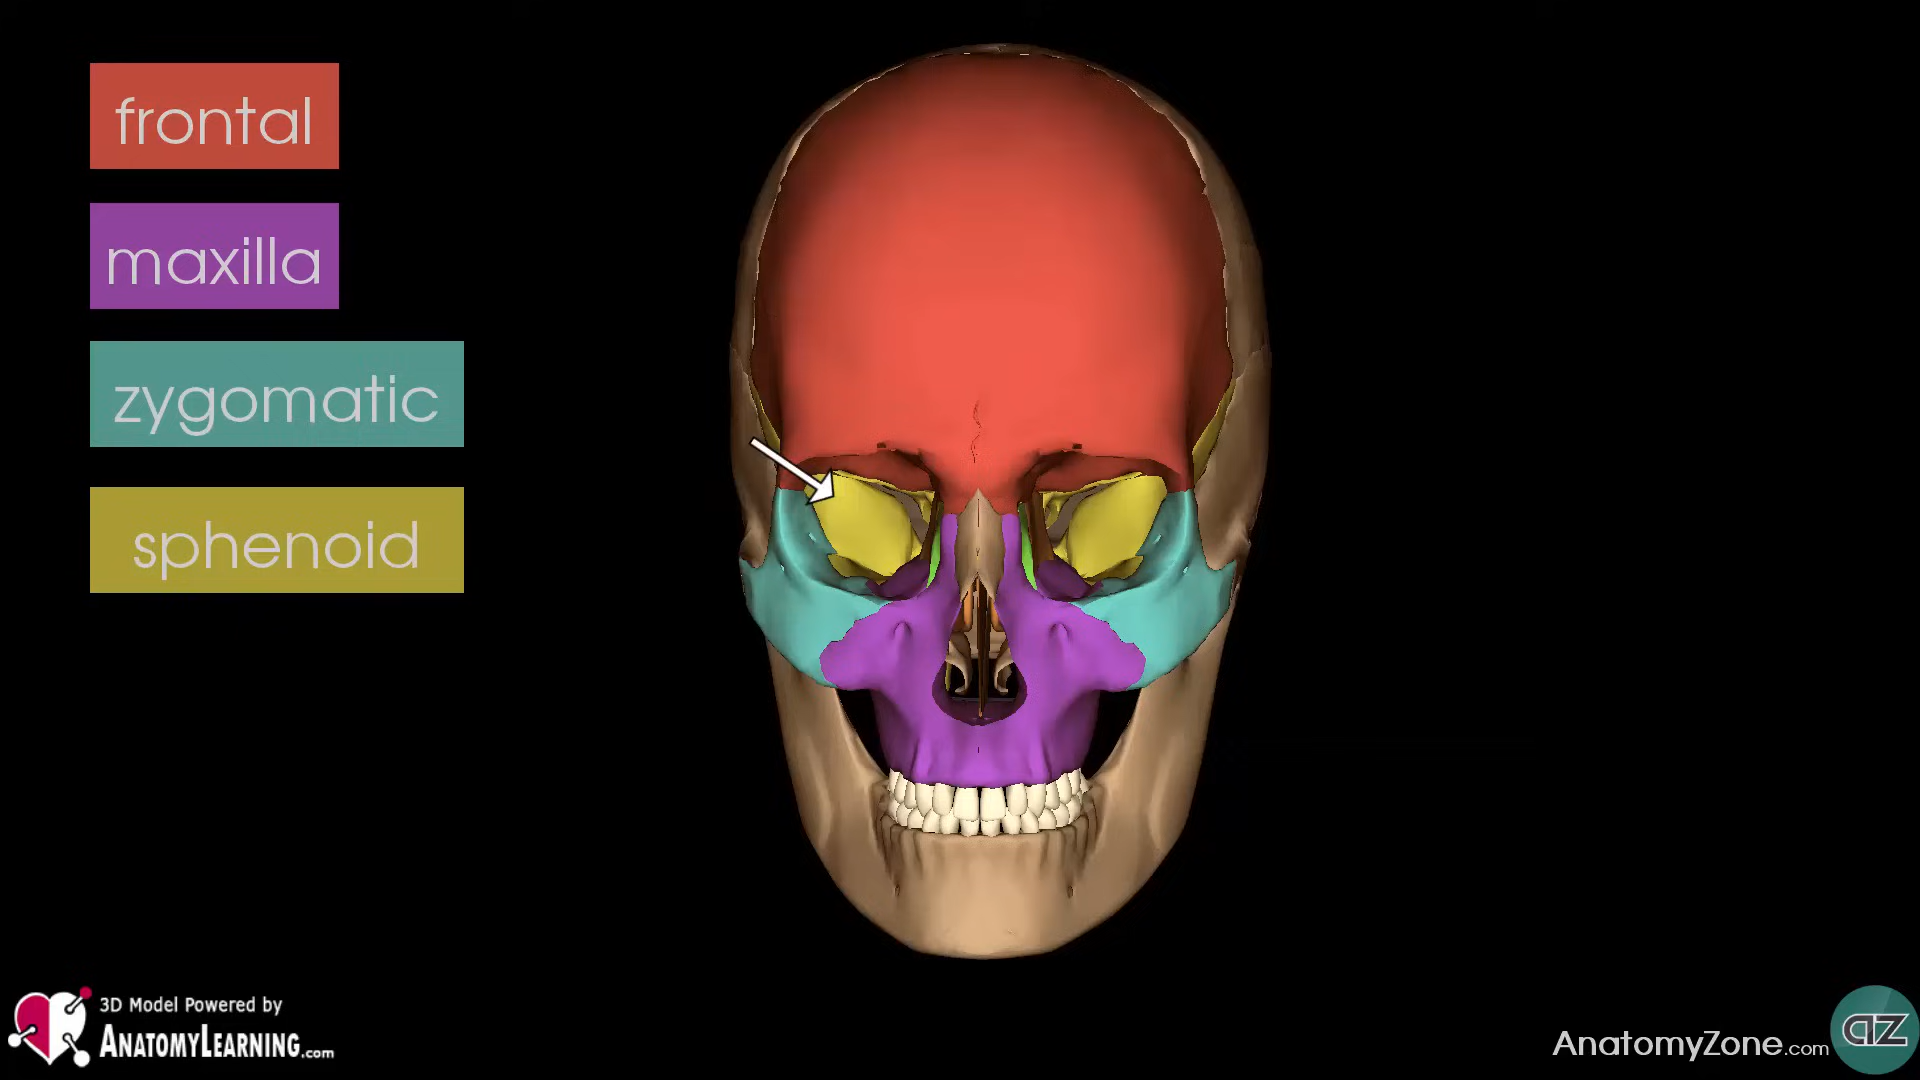 frontal
maxilla
zygomatic
sphenoid
3D Model Powered by
ANATOMYLEARNING.com
AnatomyZone.com
az